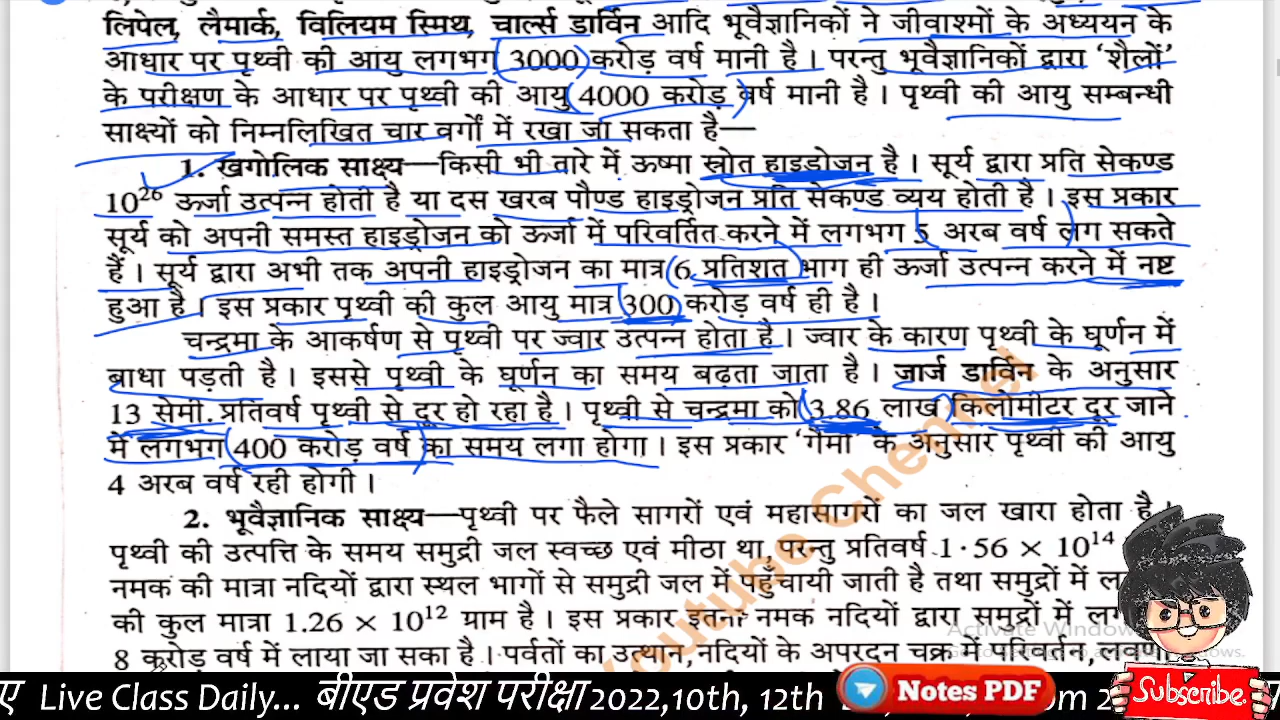 लिपेल, लैमार्क, विलियम स्मिथ, चार्ल्स डार्विन आदि भूवैज्ञानिकों ने जीवाश्मों के अध्ययन के
आधार पर पृथ्वी की आयु लगभग 3000 करोड़ वर्ष मानी है। परन्तु भूवैज्ञानिकों द्वारा ‘शैलों’
के परीक्षण के आधार पर पृथ्वी की आयु 4000 करोड़ वर्ष मानी है। पृथ्वी की आयु सम्बन्धी
साक्ष्यों को निम्नलिखित चार वर्गों में रखा जा सकता है—
1. खगोलिक साक्ष्य—किसी भी तारे में ऊष्मा स्रोत हाइड्रोजन है। सूर्य द्वारा प्रति सेकण्ड
10²⁶ ऊर्जा उत्पन्न होती है या दस खरब पौण्ड हाइड्रोजन प्रति सेकण्ड व्यय होती है। इस प्रकार
सूर्य को अपनी समस्त हाइड्रोजन को ऊर्जा में परिवर्तित करने में लगभग 5 अरब वर्ष लग सकते
हैं। सूर्य द्वारा अभी तक अपनी हाइड्रोजन का मात्र 6 प्रतिशत भाग ही ऊर्जा उत्पन्न करने में नष्ट
हुआ है। इस प्रकार पृथ्वी की कुल आयु मात्र 300 करोड़ वर्ष ही है।
चन्द्रमा के आकर्षण से पृथ्वी पर ज्वार उत्पन्न होता है। ज्वार के कारण पृथ्वी के घूर्णन में
बाधा पड़ती है। इससे पृथ्वी के घूर्णन का समय बढ़ता जाता है। जार्ज डार्विन के अनुसार
13 सेमी. प्रतिवर्ष पृथ्वी से दूर हो रहा है। पृथ्वी से चन्द्रमा को 3.86 लाख किलोमीटर दूर जाने
में लगभग 400 करोड़ वर्ष का समय लगा होगा। इस प्रकार ‘गैमो’ के अनुसार पृथ्वी की आयु
4 अरब वर्ष रही होगी।
2. भूवैज्ञानिक साक्ष्य—पृथ्वी पर फैले सागरों एवं महासागरों का जल खारा होता है।
पृथ्वी की उत्पत्ति के समय समुद्री जल स्वच्छ एवं मीठा था, परन्तु प्रतिवर्ष 1·56 × 10¹⁴
नमक की मात्रा नदियों द्वारा स्थल भागों से समुद्री जल में पहुँचायी जाती है तथा समुद्रों में
की कुल मात्रा 1.26 × 10¹² ग्राम है। इस प्रकार इतना नमक नदियों द्वारा समुद्रों में
8 करोड़ वर्ष में लाया जा सका है। पर्वतों का उत्थान, नदियों के अपरदन चक्र में परिवर्तन,
Youtube Chennel
Activate Windows
Live Class Daily... बीएड प्रवेश परीक्षा 2022,10th, 12th
Notes PDF
Subscribe